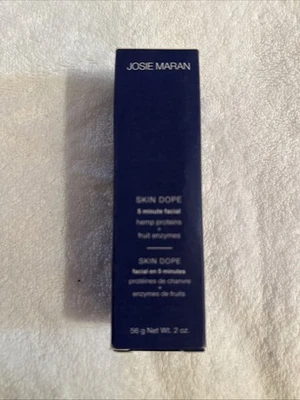 JOSIE MARAN
SKIN DOPE
5 minute facial
hemp proteins
+
fruit enzymes
SKIN DOPE
facial en 5 minutes
protéines de chanvre
+
enzymes de fruits
56 g Net Wt. 2 oz.